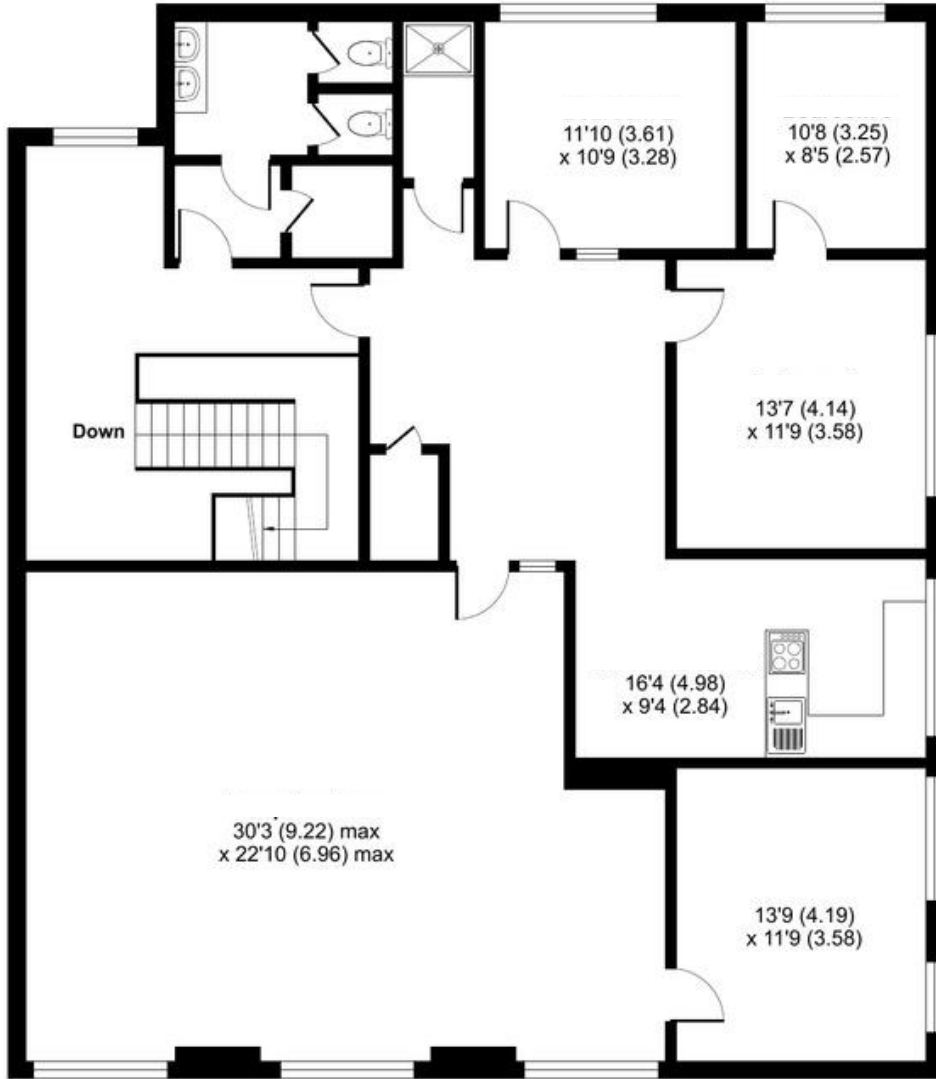 11'10 (3.61)
x 10'9 (3.28)
10'8 (3.25)
x 8'5 (2.57)
13'7 (4.14)
x 11'9 (3.58)
Down
16'4 (4.98)
x 9'4 (2.84)
30'3 (9.22) max
x 22'10 (6.96) max
13'9 (4.19)
x 11'9 (3.58)